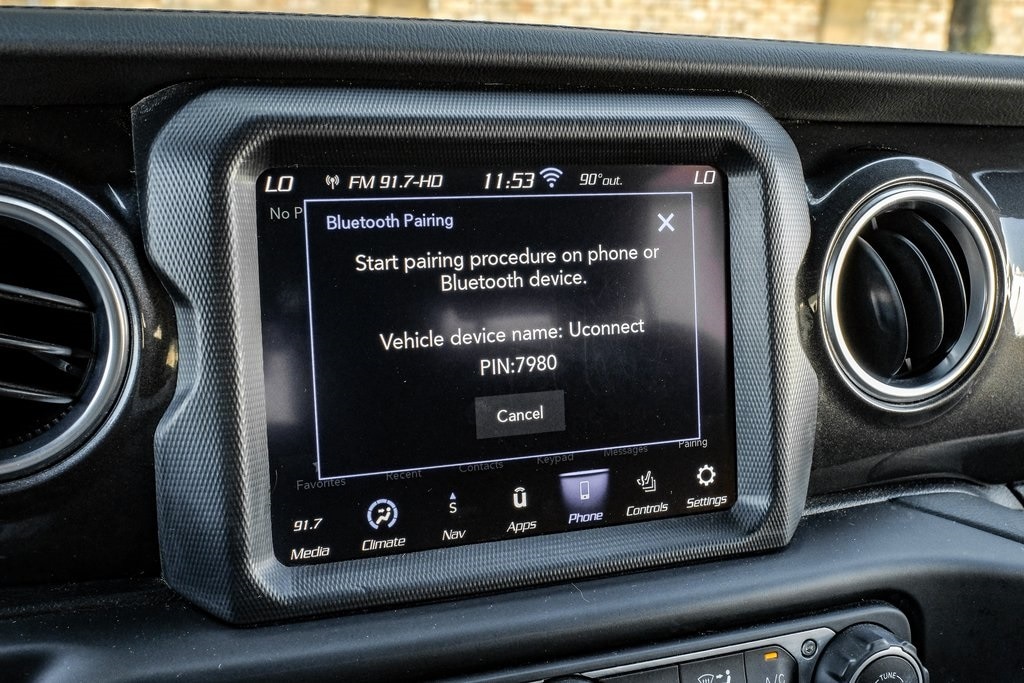 LO FM 91.7-HD 11:53 90°out. LO
No P
Bluetooth Pairing
Start pairing procedure on phone or
Bluetooth device.
Vehicle device name: Uconnect
PIN:7980
Cancel
Favorites Recent Contacts Keypad Messages Pairing
91.7 S û
Media Climate Nav Apps Phone Controls Settings
A/C TUNE